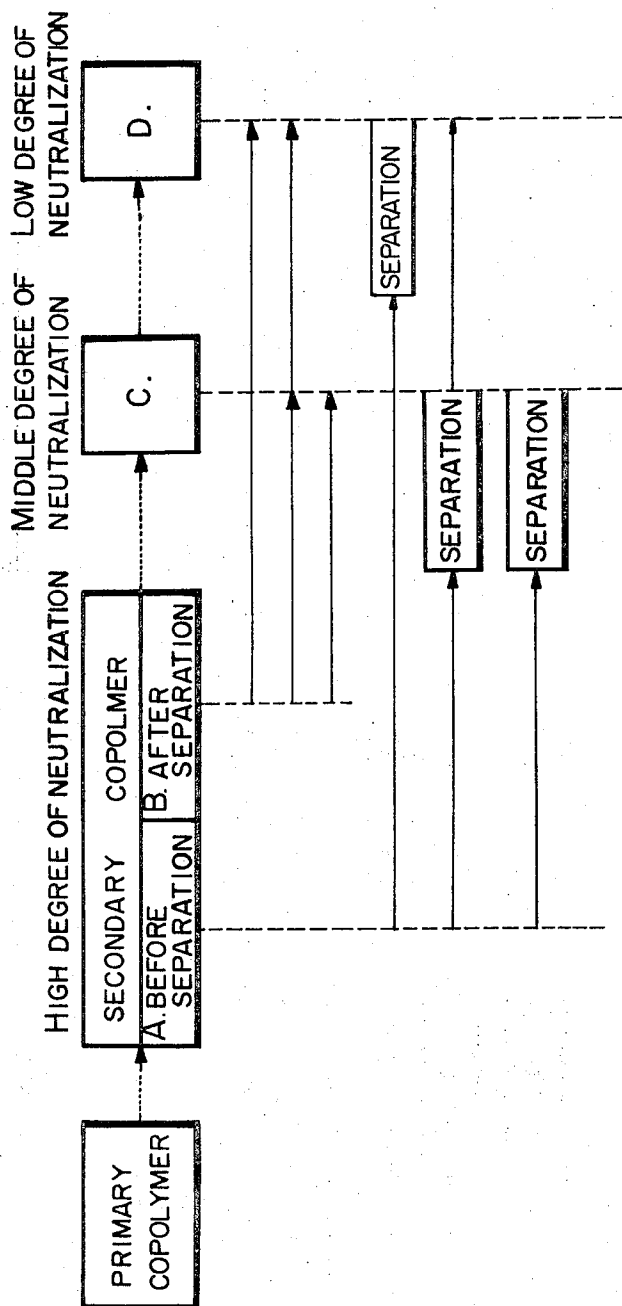 HIGH DEGREE OF NEUTRALIZATION
MIDDLE DEGREE OF
NEUTRALIZATION
LOW DEGREE OF
NEUTRALIZATION
PRIMARY
COPOLYMER
SECONDARY COPOLMER
A. BEFORE
SEPARATION
B. AFTER
SEPARATION
C.
D.
SEPARATION
SEPARATION
SEPARATION